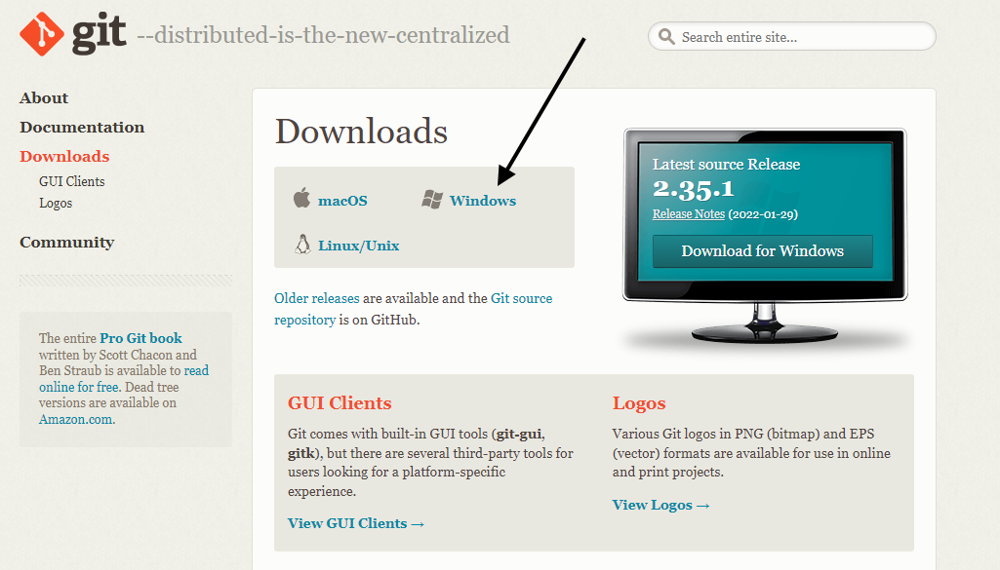 git --distributed-is-the-new-centralized
Search entire site...
About
Documentation
Downloads
GUI Clients
Logos
Community
The entire Pro Git book
written by Scott Chacon and
Ben Straub is available to read
online for free. Dead tree
versions are available on
Amazon.com.
Downloads
macOS
Windows
Linux/Unix
Older releases are available and the Git source
repository is on GitHub.
Latest source Release
2.35.1
Release Notes (2022-01-29)
Download for Windows
GUI Clients
Git comes with built-in GUI tools (git-gui,
gitk), but there are several third-party tools for
users looking for a platform-specific
experience.
View GUI Clients →
Logos
Various Git logos in PNG (bitmap) and EPS
(vector) formats are available for use in online
and print projects.
View Logos →